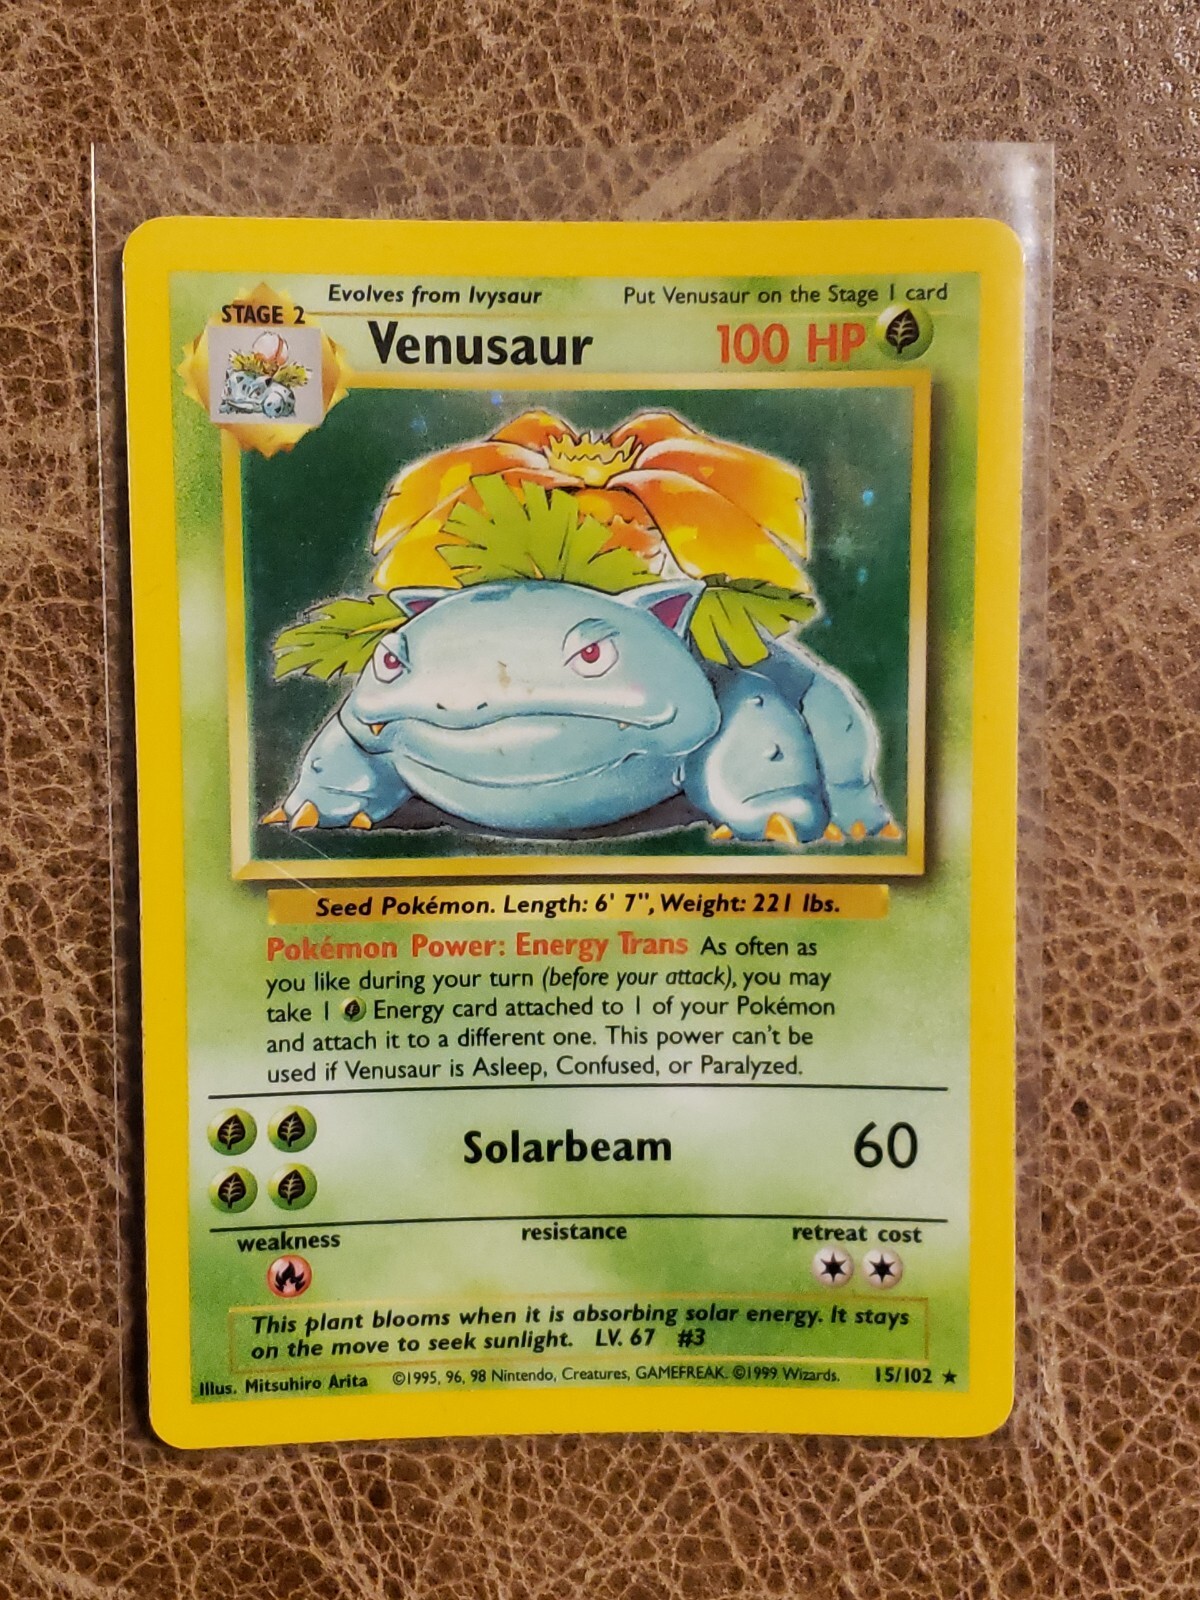 Evolves from Ivysaur Put Venusaur on the Stage 1 card
STAGE 2
Venusaur 100 HP
Seed Pokémon. Length: 6' 7", Weight: 221 lbs.
Pokémon Power: Energy Trans As often as
you like during your turn (before your attack), you may
take 1 Energy card attached to 1 of your Pokémon
and attach it to a different one. This power can't be
used if Venusaur is Asleep, Confused, or Paralyzed.
Solarbeam 60
weakness resistance retreat cost
This plant blooms when it is absorbing solar energy. It stays
on the move to seek sunlight. LV. 67 #3
Illus. Mitsuhiro Arita ©1995, 96, 98 Nintendo, Creatures, GAMEFREAK. ©1999 Wizards. 15/102 ★